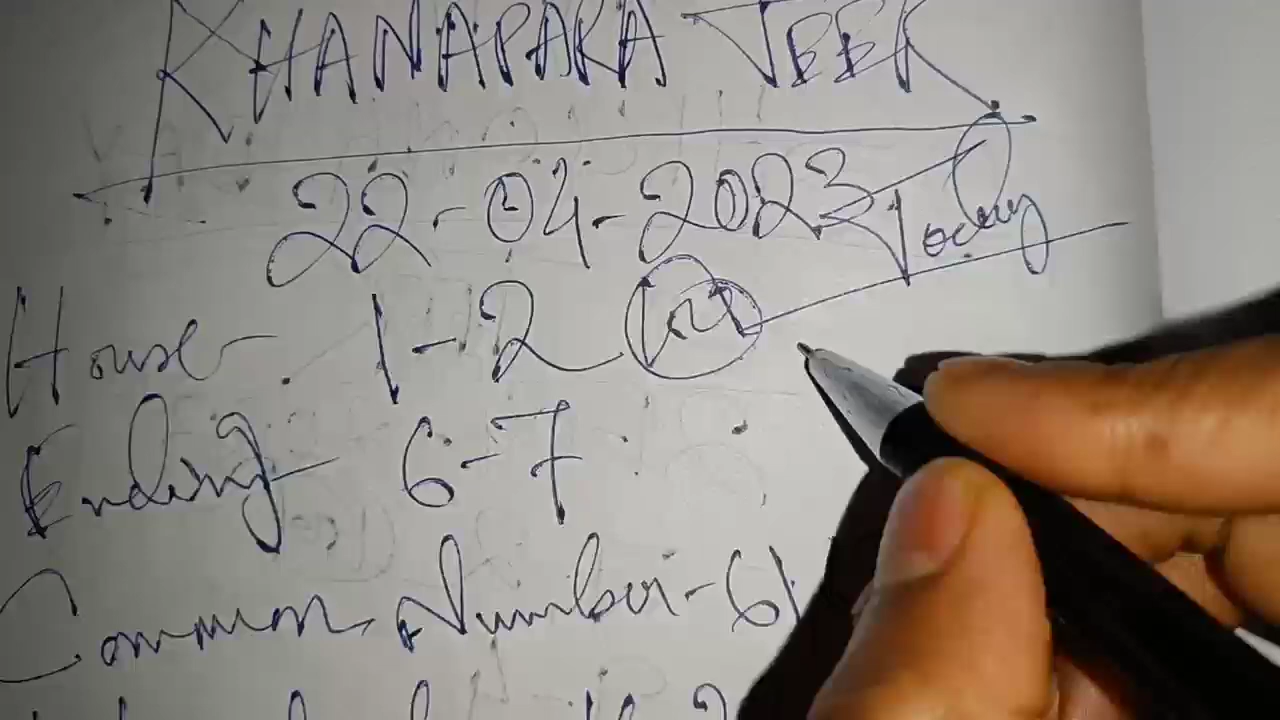 KHANAPARA TEER
22-04-2023 Today
House - 1-2
Ending - 6-7
Common Number - 61